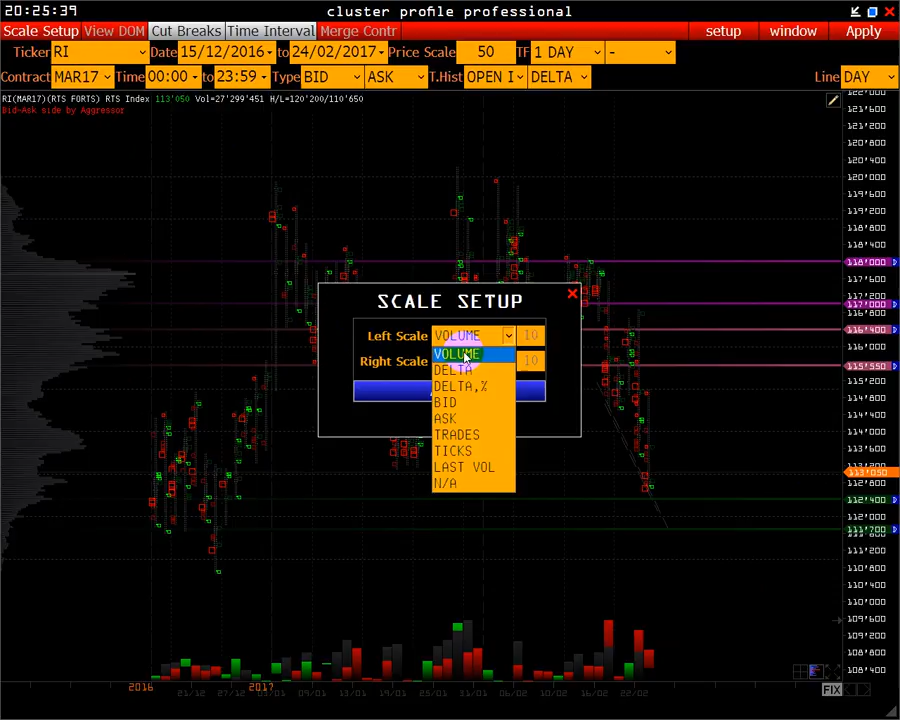 20:25:39 cluster profile professional
Scale Setup View DOM Cut Breaks Time Interval Merge Contr setup window Apply
Ticker RI Date 15/12/2016 to 24/02/2017 Price Scale 50 TF 1 DAY -
Contract MAR17 Time 00:00 to 23:59 Type BID ASK T.Hist OPEN I DELTA Line DAY
RI(MAR17)(RTS FORTS) RTS Index 113'050 Vol=27'299'451 H/L=120'200/110'650
Bid-Ask side by Aggressor
122'000
121'600
121'200
120'800
120'400
120'000
119'600
119'200
118'800
118'400
118'000
117'600
117'000
116'800
116'400
116'000
115'550
115'200
114'800
114'400
114'000
113'600
113'200
113'050
112'400
112'000
111'700
111'600
111'200
110'800
110'400
110'000
109'600
109'200
108'800
108'400
SCALE SETUP
Left Scale VOLUME 10
Right Scale 10
VOLUME
DELTA
DELTA,%
BID
ASK
TRADES
TICKS
LAST VOL
N/A
2016 21/12 27/12 2017 03/01 09/01 13/01 19/01 25/01 31/01 06/02 10/02 16/02 22/02
FIX